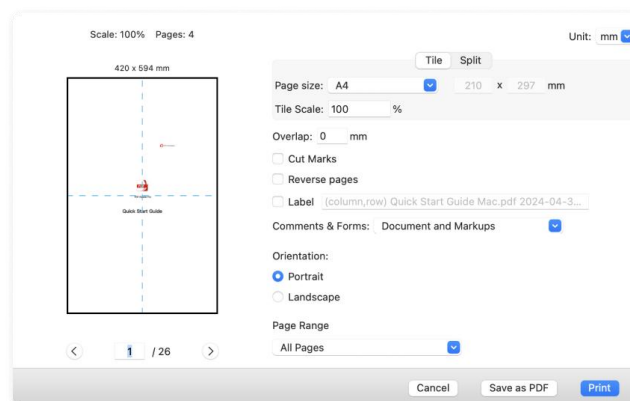 Scale: 100% Pages: 4
Unit: mm
420 x 594 mm
Tile Split
Page size: A4 210 x 297 mm
Tile Scale: 100 %
Overlap: 0 mm
Cut Marks
Reverse pages
Label (column,row) Quick Start Guide Mac.pdf 2024-04-3...
Quick Start Guide
Comments & Forms: Document and Markups
Orientation:
Portrait
Landscape
Page Range
All Pages
1 / 26
Cancel Save as PDF Print